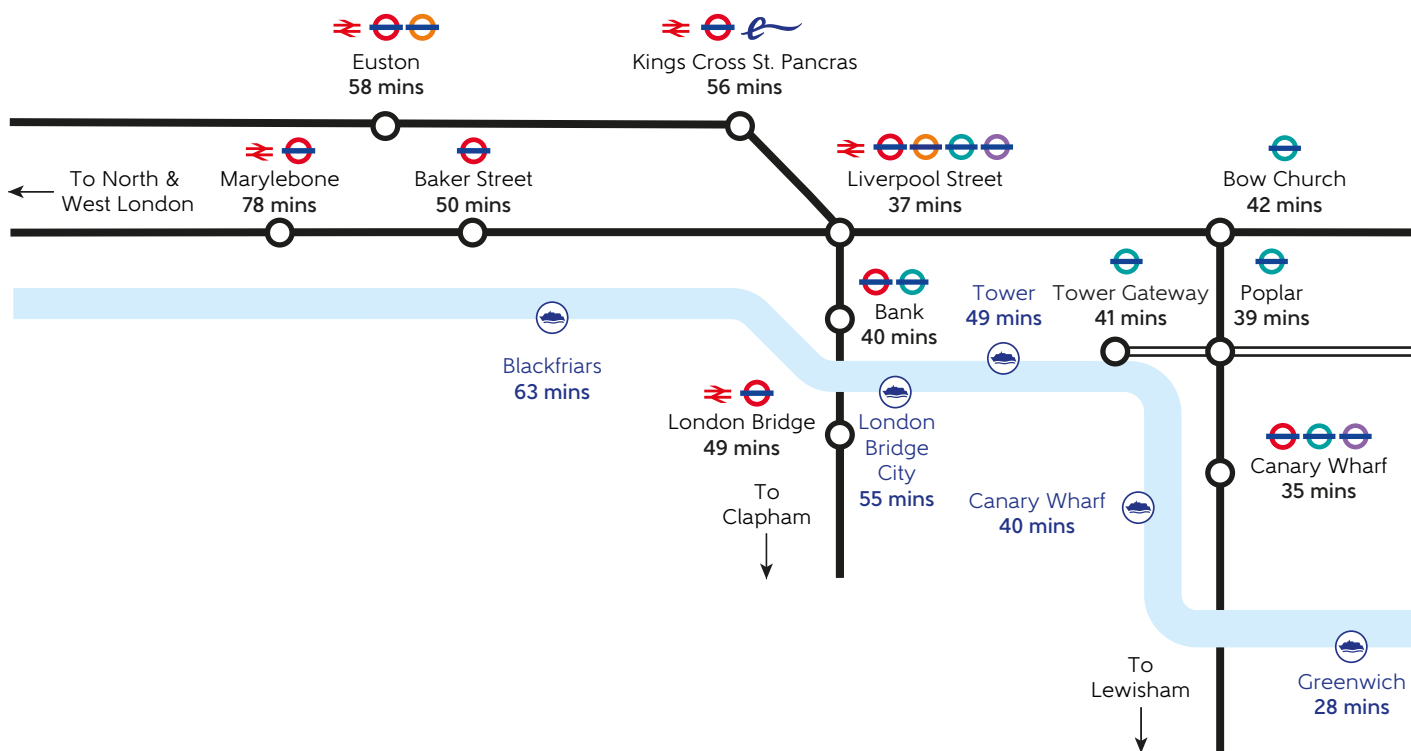 Euston
58 mins
Kings Cross St. Pancras
56 mins
To North &
West London
Marylebone
78 mins
Baker Street
50 mins
Liverpool Street
37 mins
Bow Church
42 mins
Bank
40 mins
Tower
49 mins
Tower Gateway
41 mins
Poplar
39 mins
Blackfriars
63 mins
London Bridge
49 mins
London
Bridge
City
55 mins
Canary Wharf
35 mins
To
Clapham
Canary Wharf
40 mins
To
Lewisham
Greenwich
28 mins